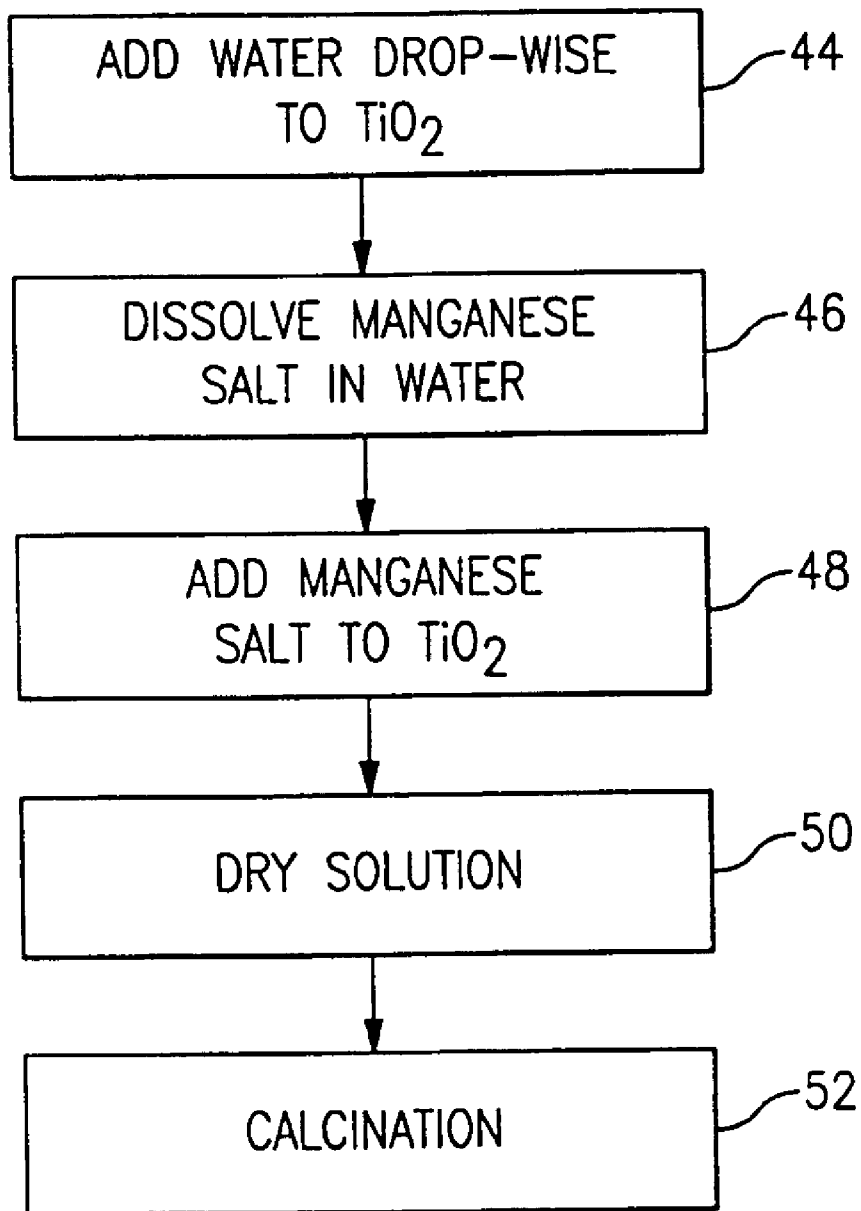 ADD WATER DROP-WISE
TO TiO2
44
DISSOLVE MANGANESE
SALT IN WATER
46
ADD MANGANESE
SALT TO TiO2
48
DRY SOLUTION
50
CALCINATION
52